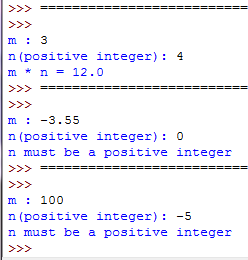 >>> ==========================
>>>
m : 3
n(positive integer): 4
m * n = 12.0
>>> ==========================
>>>
m : -3.55
n(positive integer): 0
n must be a positive integer
>>> ==========================
>>>
m : 100
n(positive integer): -5
n must be a positive integer
>>>